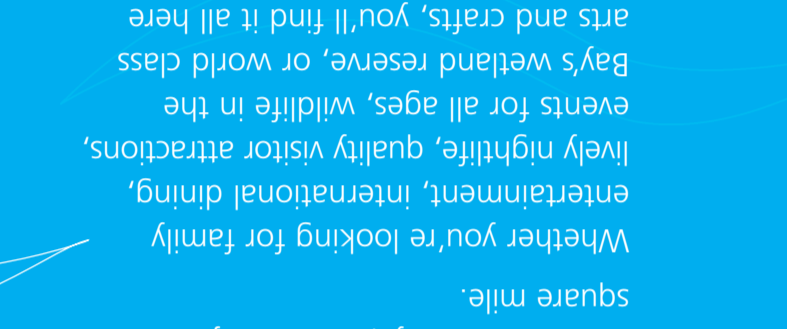 square mile.
Whether you're looking for family
entertainment, international dining,
lively nightlife, quality visitor attractions,
events for all ages, wildlife in the
Bay's wetland reserve, or world class
arts and crafts, you'll find it all here